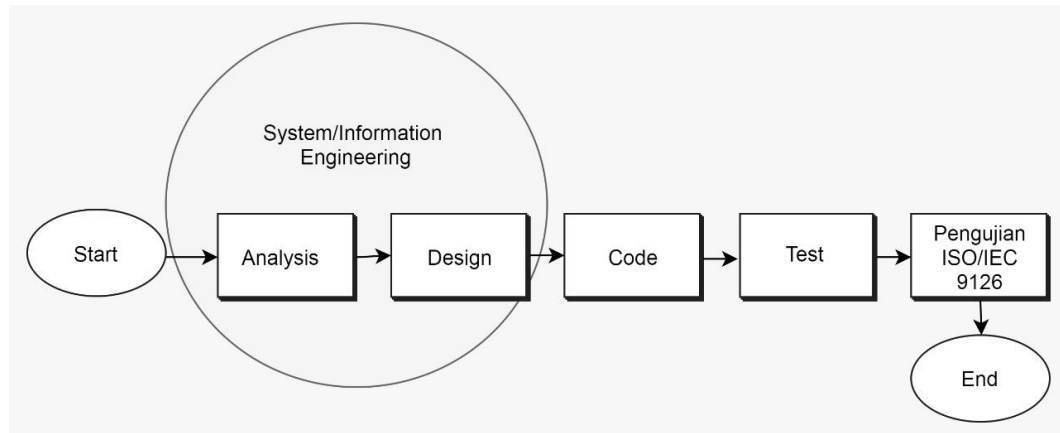 System/Information
Engineering
Start
Analysis
Design
Code
Test
Pengujian
ISO/IEC
9126
End